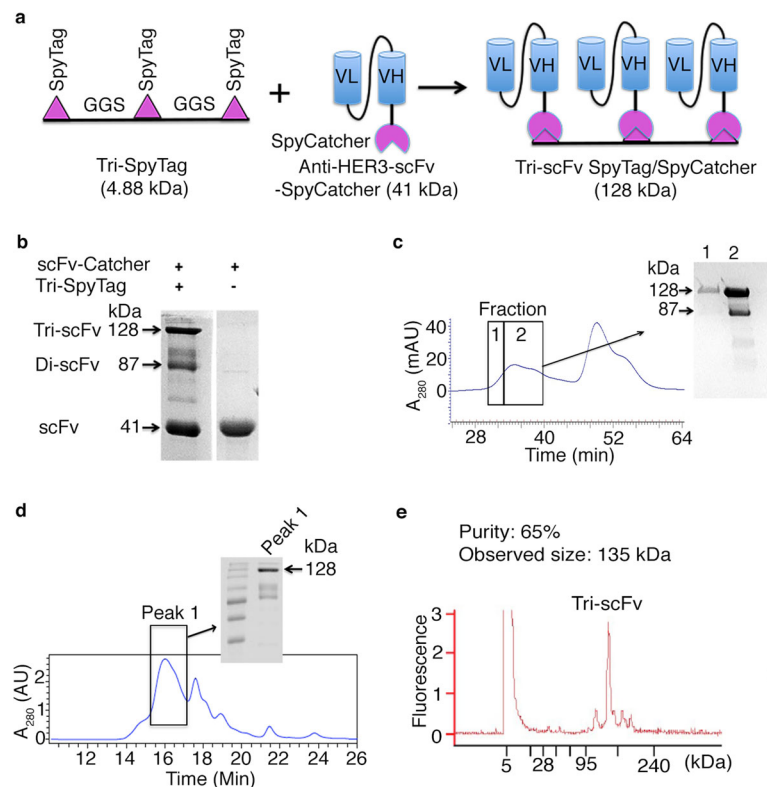 a
SpyTag
SpyTag
SpyTag
GGS GGS
Tri-SpyTag
(4.88 kDa)
+
VL VH
SpyCatcher
Anti-HER3-scFv
-SpyCatcher (41 kDa)
VL VH VL VH VL VH
Tri-scFv SpyTag/SpyCatcher
(128 kDa)
b
scFv-Catcher + +
Tri-SpyTag + -
kDa
Tri-scFv 128
Di-scFv 87
scFv 41
c
1 2
kDa
128
87
Fraction
1 2
40
20
0
A280 (mAU)
28 40 52 64
Time (min)
d
Peak 1
kDa
128
Peak 1
2
1
0
A280 (AU)
12 14 16 18 20 22 24 26
Time (Min)
e
Purity: 65%
Observed size: 135 kDa
Tri-scFv
3
2
1
0
Fluorescence
5 28 95 240 (kDa)